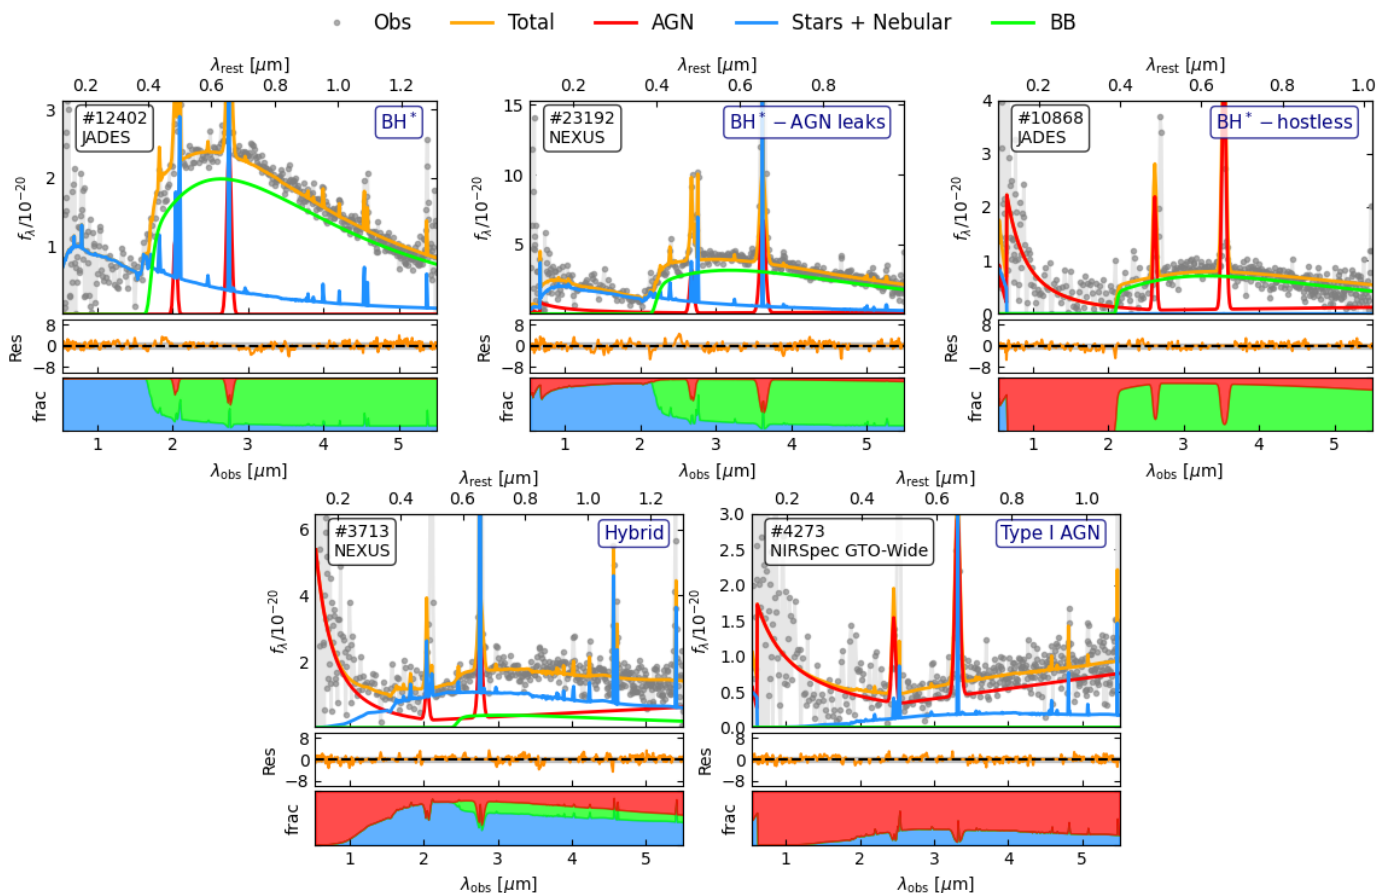 Obs Total AGN Stars + Nebular BB
λrest [μm]
0.2 0.4 0.6 0.8 1.0 1.2
#12402
JADES
BH*
fλ/10−20
3
2
1
0
Res
8
0
−8
frac
1 2 3 4 5
λobs [μm]
λrest [μm]
0.2 0.4 0.6 0.8
#23192
NEXUS
BH* − AGN leaks
fλ/10−20
15
10
5
Res
8
0
−8
frac
1 2 3 4 5
λobs [μm]
λrest [μm]
0.2 0.4 0.6 0.8 1.0
#10868
JADES
BH* − hostless
fλ/10−20
4
3
2
1
0
Res
8
0
−8
frac
1 2 3 4 5
λobs [μm]
λrest [μm]
0.2 0.4 0.6 0.8 1.0 1.2
#3713
NEXUS
Hybrid
fλ/10−20
6
4
2
Res
8
0
−8
frac
1 2 3 4 5
λobs [μm]
λrest [μm]
0.2 0.4 0.6 0.8 1.0
#4273
NIRSpec GTO-Wide
Type I AGN
fλ/10−20
3.0
2.5
2.0
1.5
1.0
0.5
0.0
Res
8
0
−8
frac
1 2 3 4 5
λobs [μm]